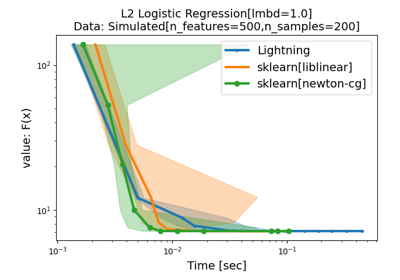 L2 Logistic Regression[lmbd=1.0]
Data: Simulated[n_features=500,n_samples=200]
Lightning
sklearn[liblinear]
sklearn[newton-cg]
value: F(x)
10²
10¹
10⁻³
10⁻²
10⁻¹
Time [sec]